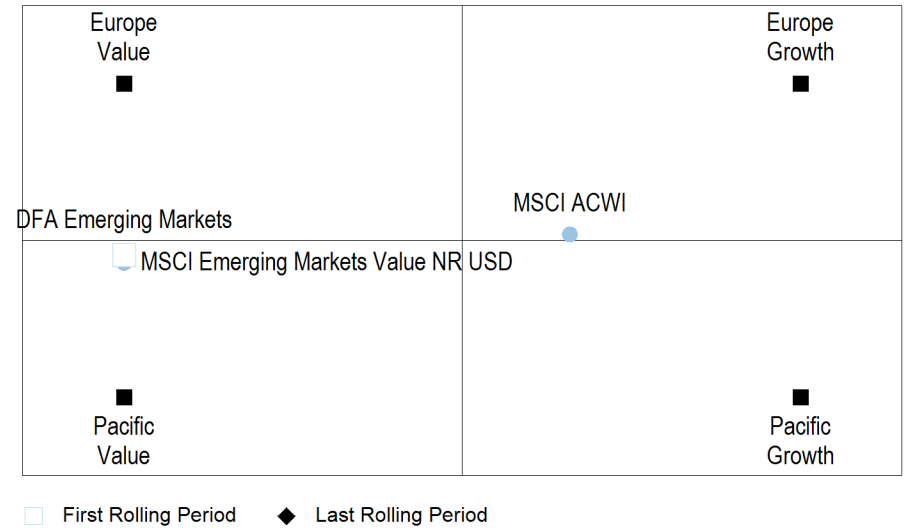 Europe
Value
Europe
Growth
MSCI ACWI
DFA Emerging Markets
MSCI Emerging Markets Value NR USD
Pacific
Value
Pacific
Growth
First Rolling Period
Last Rolling Period